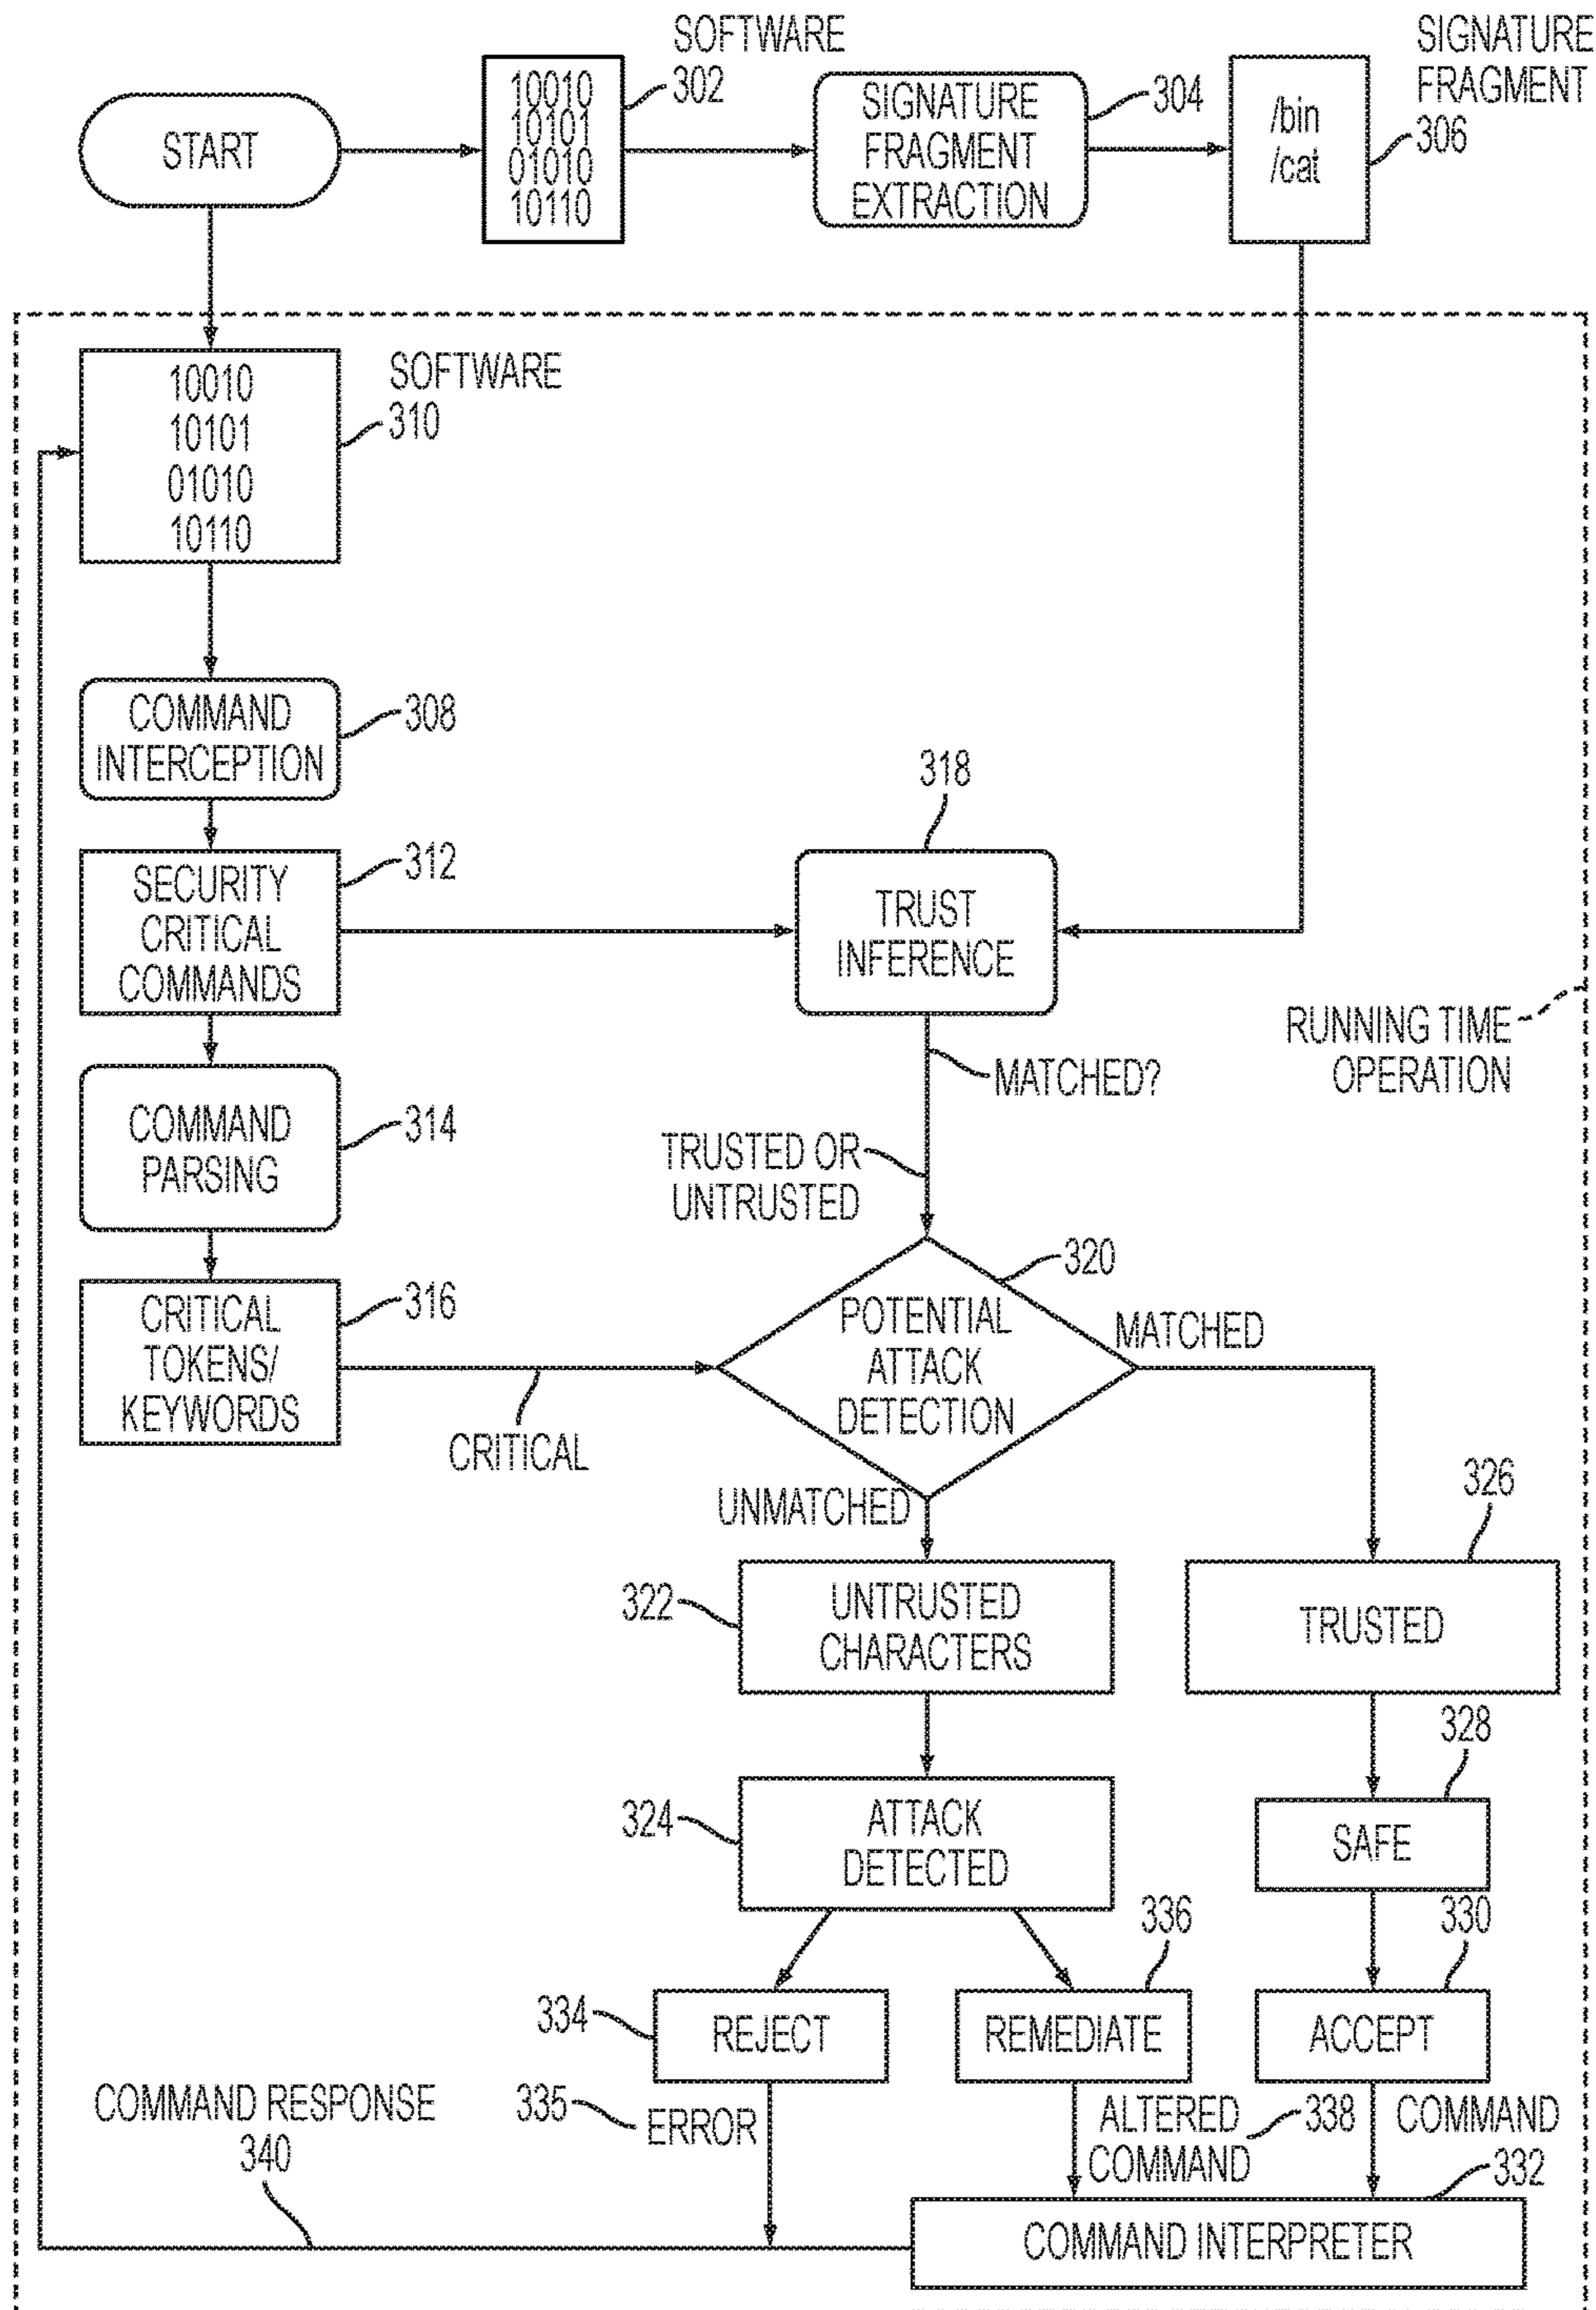 START
10010
10101
01010
10110
SOFTWARE
302
SIGNATURE
FRAGMENT
EXTRACTION
304
/bin
/cat
SIGNATURE
FRAGMENT
306
10010
10101
01010
10110
SOFTWARE
310
COMMAND
INTERCEPTION
308
SECURITY
CRITICAL
COMMANDS
312
318
TRUST
INFERENCE
RUNNING TIME
OPERATION
MATCHED?
COMMAND
PARSING
314
TRUSTED OR
UNTRUSTED
CRITICAL
TOKENS/
KEYWORDS
316
CRITICAL
320
POTENTIAL
ATTACK
DETECTION
MATCHED
UNMATCHED
322
UNTRUSTED
CHARACTERS
326
TRUSTED
324
ATTACK
DETECTED
328
SAFE
334
REJECT
336
REMEDIATE
330
ACCEPT
335
ERROR
ALTERED
COMMAND
338
COMMAND
332
COMMAND INTERPRETER
COMMAND RESPONSE
340